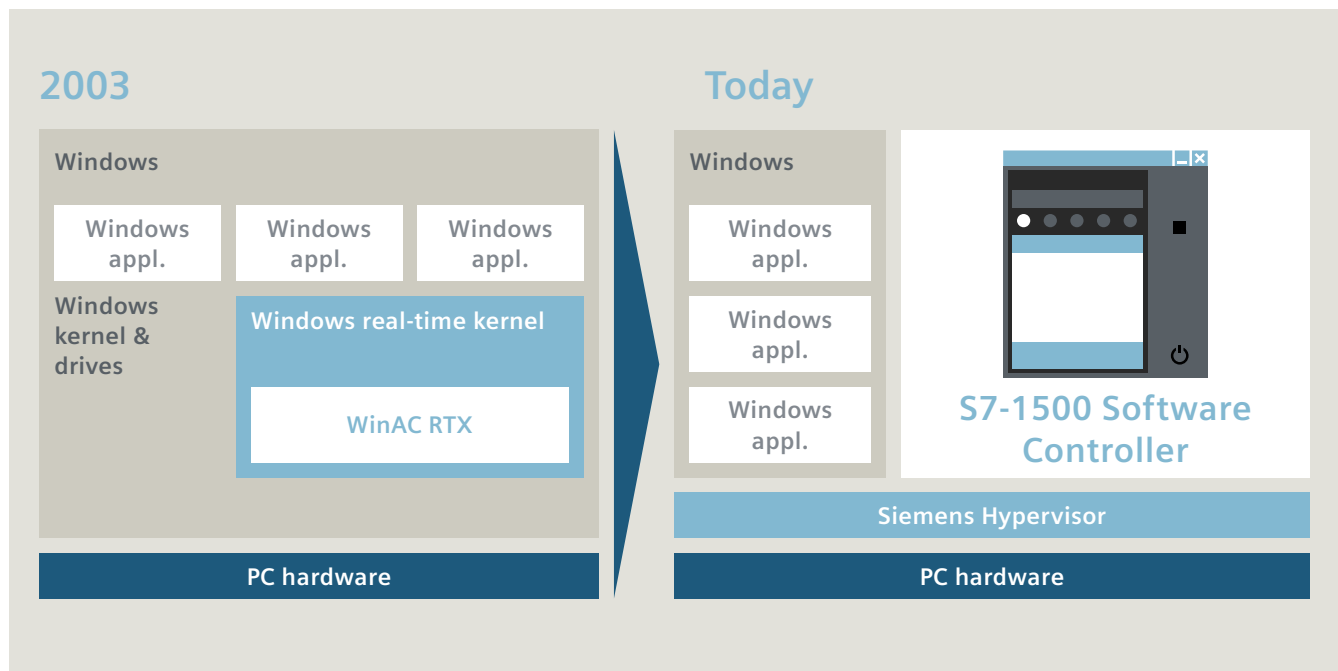 2003
Windows
Windows
appl.
Windows
appl.
Windows
appl.
Windows
kernel &
drives
Windows real-time kernel
WinAC RTX
PC hardware
Today
Windows
Windows
appl.
Windows
appl.
Windows
appl.
S7-1500 Software
Controller
Siemens Hypervisor
PC hardware